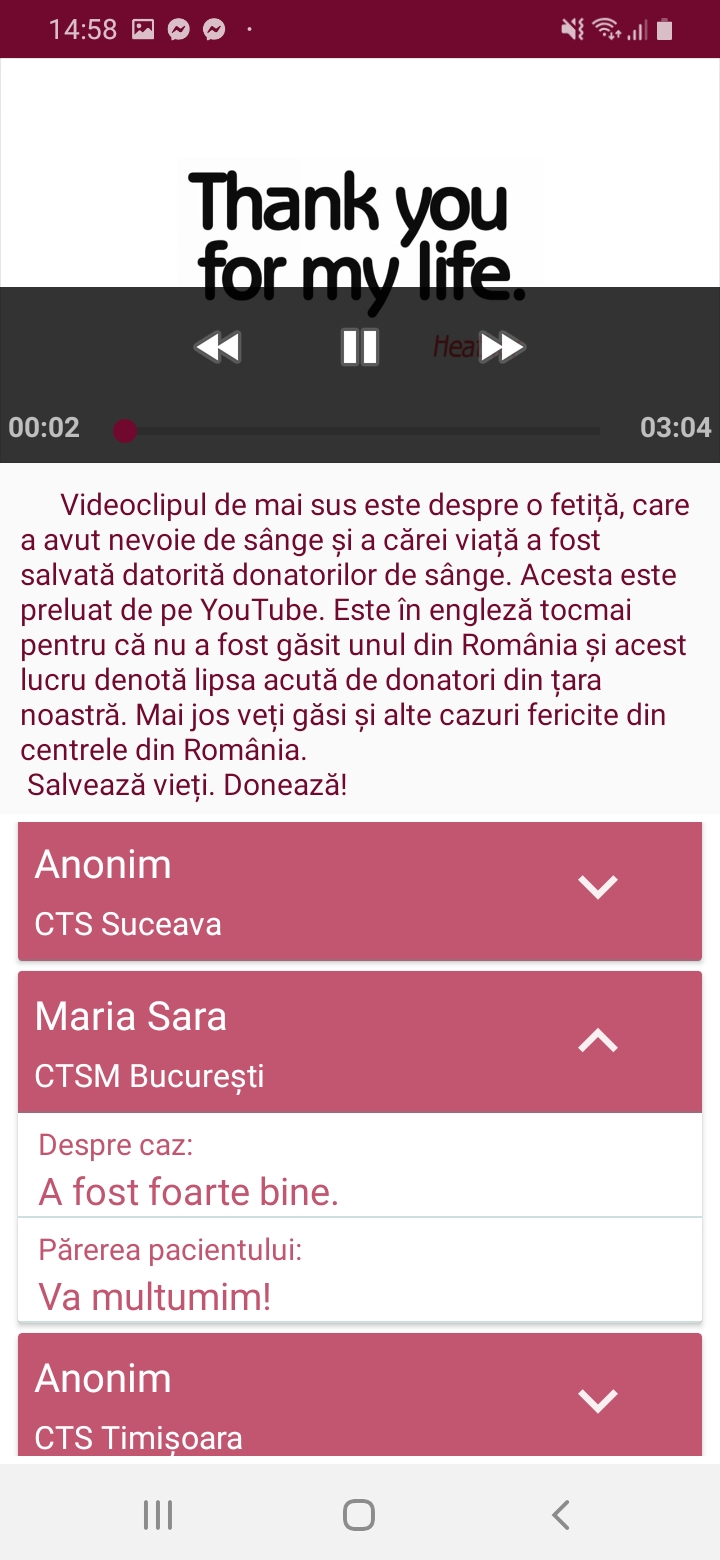 14:58
Thank you
for my life.
00:02
03:04
Videoclipul de mai sus este despre o fetiță, care
a avut nevoie de sânge și a cărei viață a fost
salvată datorită donatorilor de sânge. Acesta este
preluat de pe YouTube. Este în engleză tocmai
pentru că nu a fost găsit unul din România și acest
lucru denotă lipsa acută de donatori din țara
noastră. Mai jos veți găsi și alte cazuri fericite din
centrele din România.
Salvează vieți. Donează!
Anonim
CTS Suceava
Maria Sara
CTSM București
Despre caz:
A fost foarte bine.
Părerea pacientului:
Va multumim!
Anonim
CTS Timișoara